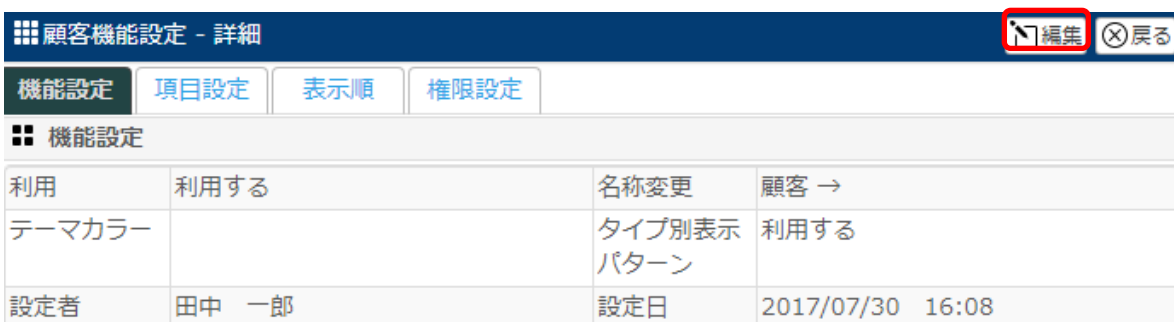 顧客機能設定 - 詳細 編集 戻る
機能設定 項目設定 表示順 権限設定
機能設定
利用 利用する 名称変更 顧客 →
テーマカラー タイプ別表示 利用する
パターン
設定者 田中　一郎 設定日 2017/07/30 16:08